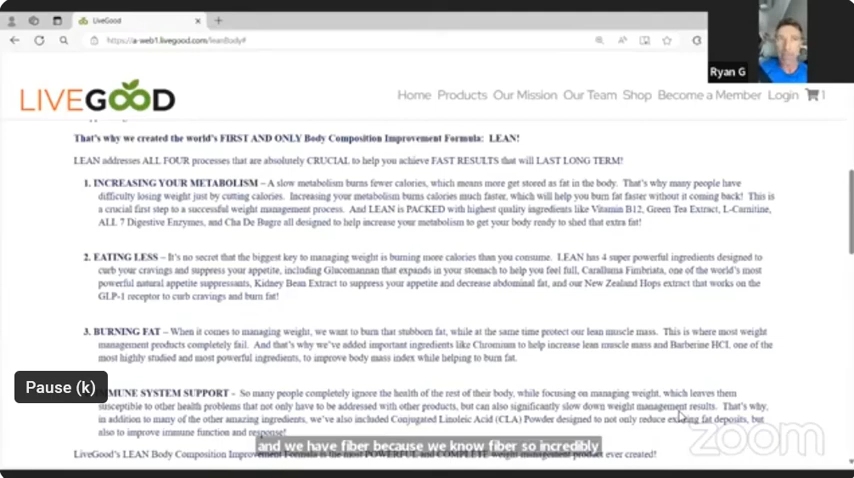 LiveGood
https://a-web1.livegood.com/leanBody#
Ryan G
LIVEGOOD
Home Products Our Mission Our Team Shop Become a Member Login 1
That's why we created the world's FIRST AND ONLY Body Composition Improvement Formula: LEAN!
LEAN addresses ALL FOUR processes that are absolutely CRUCIAL to help you achieve FAST RESULTS that will LAST LONG TERM!
1. INCREASING YOUR METABOLISM – A slow metabolism burns fewer calories, which means more get stored as fat in the body. That's why many people have
difficulty losing weight just by cutting calories. Increasing your metabolism burns calories much faster, which will help you burn fat faster without it coming back! This is
a crucial first step to a successful weight management process. And LEAN is PACKED with highest quality ingredients like Vitamin B12, Green Tea Extract, L-Carnitine,
ALL 7 Digestive Enzymes, and Cha De Bugre all designed to help increase your metabolism to get your body ready to shed that extra fat!
2. EATING LESS – It's no secret that the biggest key to managing weight is burning more calories than you consume. LEAN has 4 super powerful ingredients designed to
curb your cravings and suppress your appetite, including Glucomannan that expands in your stomach to help you feel full, Caralluma Fimbriata, one of the world's most
powerful natural appetite suppressants, Kidney Bean Extract to suppress your appetite and decrease abdominal fat, and our New Zealand Hops extract that works on the
GLP-1 receptor to curb cravings and burn fat!
3. BURNING FAT – When it comes to managing weight, we want to burn that stubborn fat, while at the same time protect our lean muscle mass. This is where most weight
management products completely fail. And that's why we've added important ingredients like Chromium to help increase lean muscle mass and Barberine HCI, one of the
most highly studied and most powerful ingredients, to improve body mass index while helping to burn fat.
Pause (k)
MMUNE SYSTEM SUPPORT – So many people completely ignore the health of the rest of their body, while focusing on managing weight, which leaves them
susceptible to other health problems that not only have to be addressed with other products, but can also significantly slow down weight management results. That's why,
in addition to many of the other amazing ingredients, we've also included Conjugated Linoleic Acid (CLA) Powder designed to not only reduce existing fat deposits, but
also to improve immune function and response!
and we have fiber because we know fiber so incredibly
LiveGood's LEAN Body Composition Improvement Formula is the most POWERFUL and COMPLETE weight management product ever created!
zoom